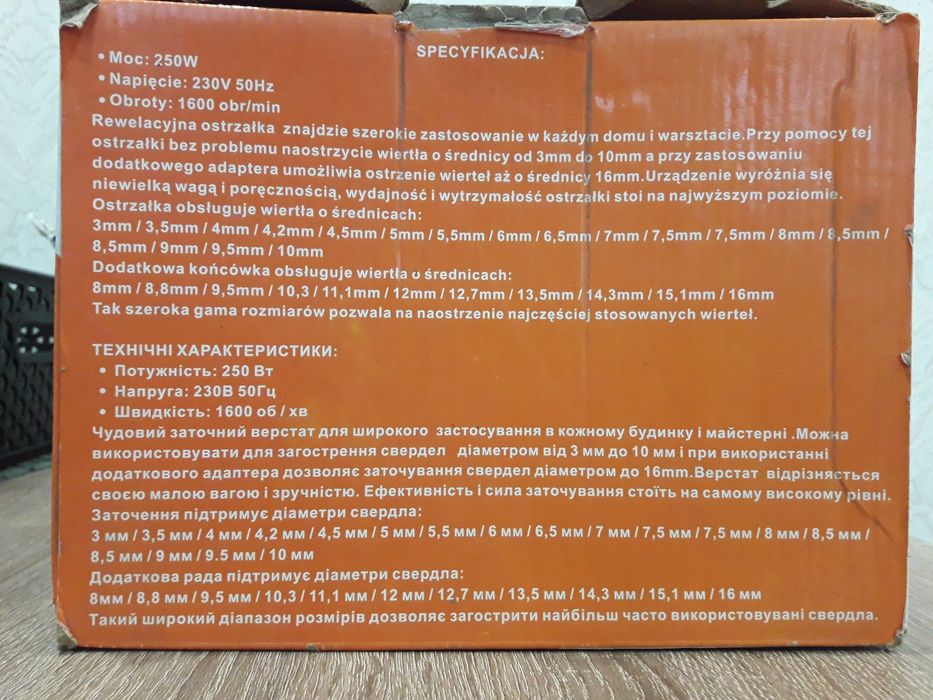 SPECYFIKACJA:
• Moc: 250W
• Napięcie: 230V 50Hz
• Obroty: 1600 obr/min
Rewelacyjna ostrzałka znajdzie szerokie zastosowanie w każdym domu i warsztacie.Przy pomocy tej
ostrzałki bez problemu naostrzycie wiertła o średnicy od 3mm do 10mm a przy zastosowaniu
dodatkowego adaptera umożliwia ostrzenie wierteł aż o średnicy 16mm.Urządzenie wyróżnia się
niewielką wagą i poręcznością, wydajność i wytrzymałość ostrzałki stoi na najwyższym poziomie.
Ostrzałka obsługuje wiertła o średnicach:
3mm / 3,5mm / 4mm / 4,2mm / 4,5mm / 5mm / 5,5mm / 6mm / 6,5mm / 7mm / 7,5mm / 7,5mm / 8mm / 8,5mm /
8,5mm / 9mm / 9,5mm / 10mm
Dodatkowa końcówka obsługuje wiertła o średnicach:
8mm / 8,8mm / 9,5mm / 10,3 / 11,1mm / 12mm / 12,7mm / 13,5mm / 14,3mm / 15,1mm / 16mm
Tak szeroka gama rozmiarów pozwala na naostrzenie najczęściej stosowanych wierteł.
ТЕХНІЧНІ ХАРАКТЕРИСТИКИ:
• Потужність: 250 Вт
• Напруга: 230В 50Гц
• Швидкість: 1600 об / хв
Чудовий заточний верстат для широкого застосування в кожному будинку і майстерні .Можна
використовувати для загострення свердел діаметром від 3 мм до 10 мм і при використанні
додаткового адаптера дозволяє заточування свердел діаметром до 16mm.Верстат відрізняється
своєю малою вагою і зручністю. Ефективність і сила заточування стоїть на самому високому рівні.
Заточення підтримує діаметри свердла:
3 мм / 3,5 мм / 4 мм / 4,2 мм / 4,5 мм / 5 мм / 5,5 мм / 6 мм / 6,5 мм / 7 мм / 7,5 мм / 7,5 мм / 8 мм / 8,5 мм /
8,5 мм / 9 мм / 9.5 мм / 10 мм
Додаткова рада підтримує діаметри свердла:
8мм / 8,8 мм / 9,5 мм / 10,3 / 11,1 мм / 12 мм / 12,7 мм / 13,5 мм / 14,3 мм / 15,1 мм / 16 мм
Такий широкий діапазон розмірів дозволяє загострити найбільш часто використовувані свердла.